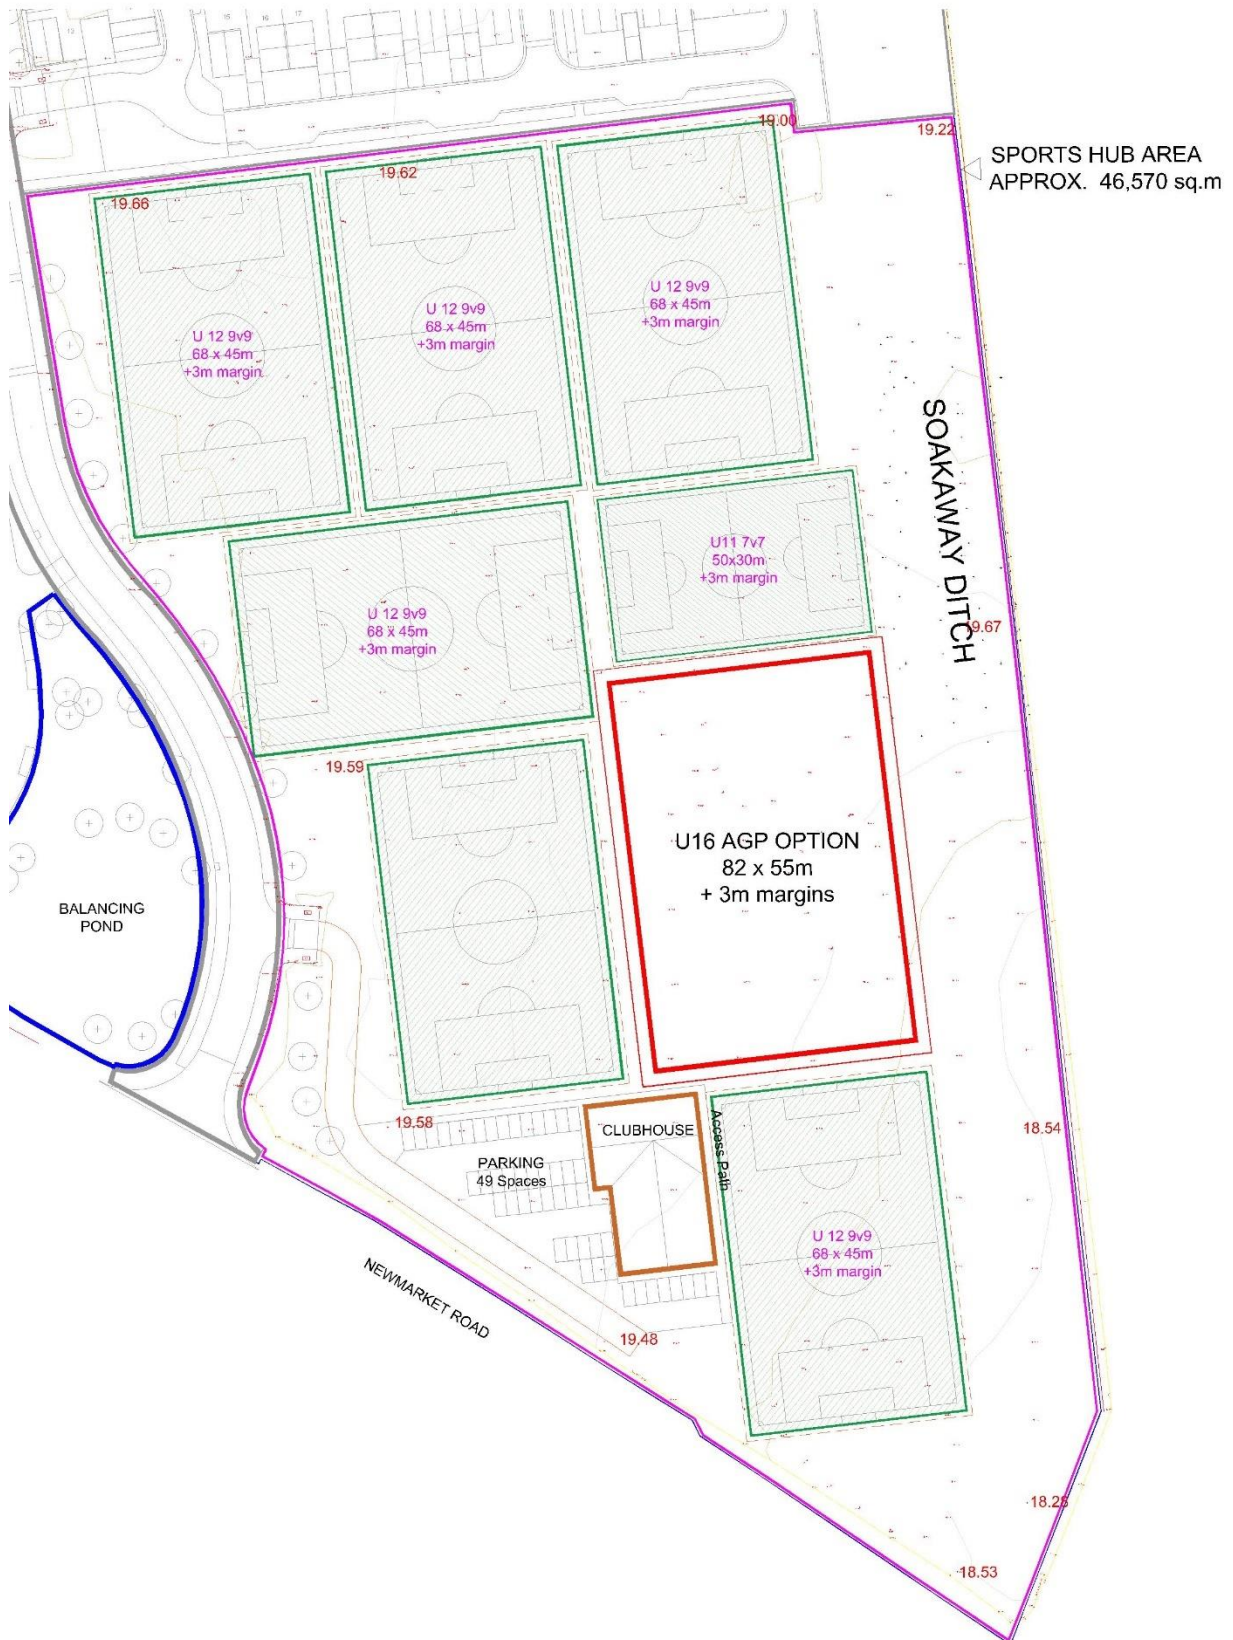 15
16
17
19.00
19.22
SPORTS HUB AREA
APPROX. 46,570 sq.m
19.62
19.66
U 12 9v9
68 x 45m
+3m margin
U 12 9v9
68 x 45m
+3m margin
U 12 9v9
68 x 45m
+3m margin
SOAKAWAY DITCH
U11 7v7
50x30m
+3m margin
U 12 9v9
68 x 45m
+3m margin
19.67
19.59
U16 AGP OPTION
82 x 55m
+ 3m margins
BALANCING
POND
19.58
CLUBHOUSE
Access Path
18.54
PARKING
49 Spaces
U 12 9v9
68 x 45m
+3m margin
NEWMARKET ROAD
19.48
18.28
18.53